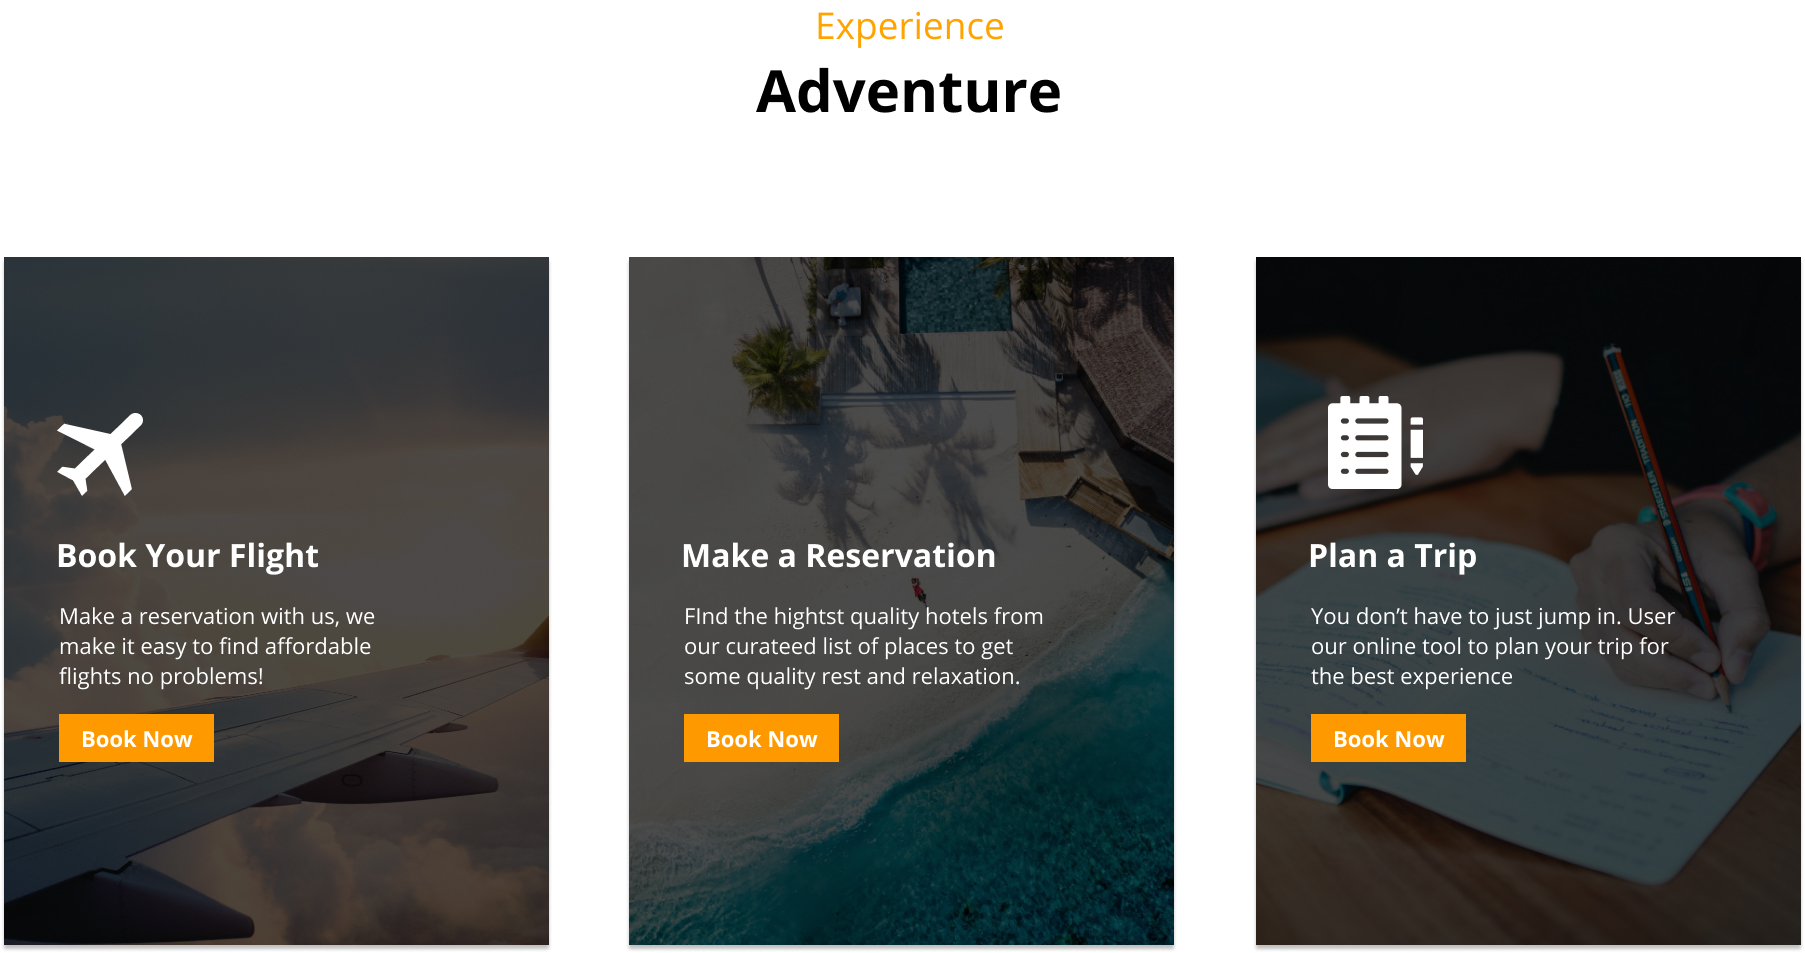 Experience
Adventure
Book Your Flight
Make a reservation with us, we
make it easy to find affordable
flights no problems!
Book Now
Make a Reservation
FInd the hightst quality hotels from
our curateed list of places to get
some quality rest and relaxation.
Book Now
Plan a Trip
You don’t have to just jump in. User
our online tool to plan your trip for
the best experience
Book Now
STAEDTLER TRADITION